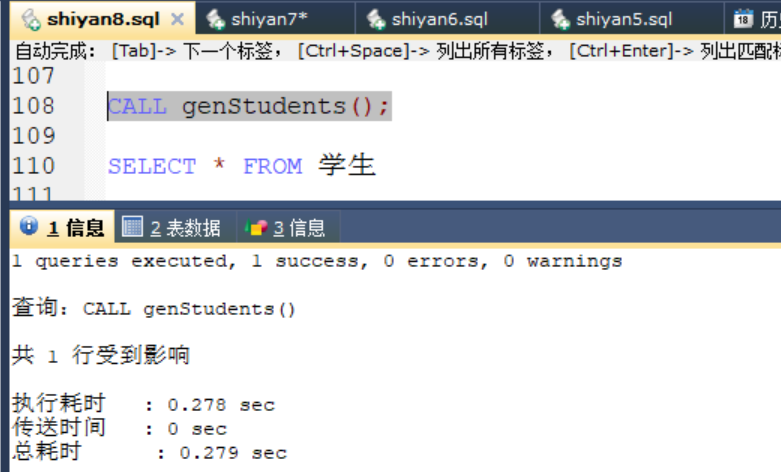 shiyan8.sql shiyan7* shiyan6.sql shiyan5.sql 历
自动完成: [Tab]-> 下一个标签, [Ctrl+Space]-> 列出所有标签, [Ctrl+Enter]-> 列出匹配标
107
108 CALL genStudents();
109
110 SELECT * FROM 学生
111
1 信息 2 表数据 3 信息
1 queries executed, 1 success, 0 errors, 0 warnings
查询: CALL genStudents()
共 1 行受到影响
执行耗时 : 0.278 sec
传送时间 : 0 sec
总耗时 : 0.279 sec